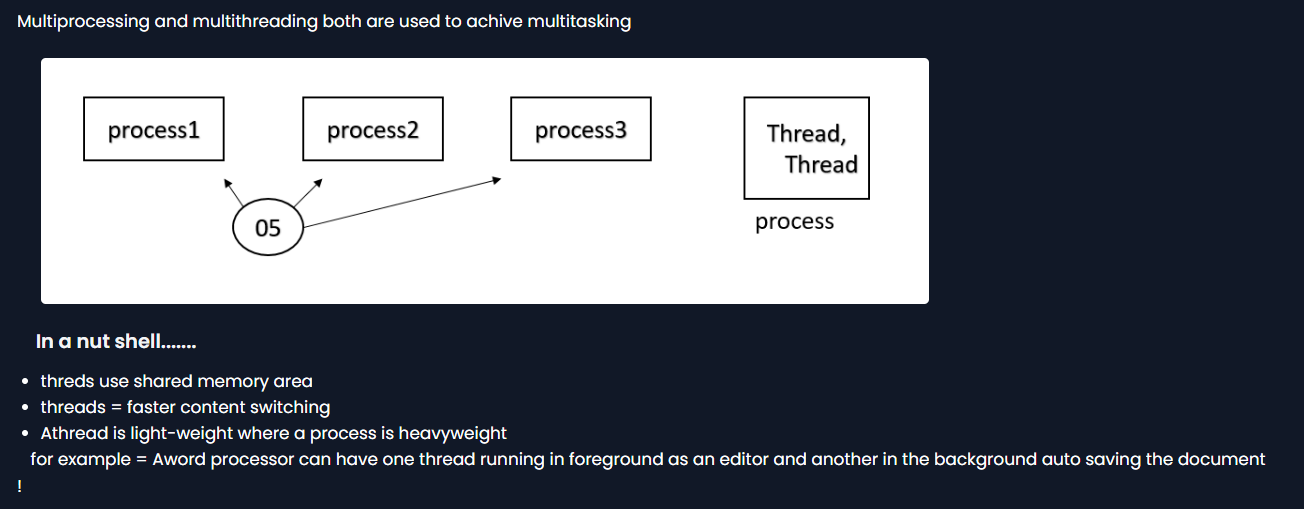 Multiprocessing and multithreading both are used to achive multitasking
process1
process2
process3
Thread,
Thread
05
process
In a nut shell.......
• threds use shared memory area
• threads = faster content switching
• Athread is light-weight where a process is heavyweight
for example = Aword processor can have one thread running in foreground as an editor and another in the background auto saving the document
!